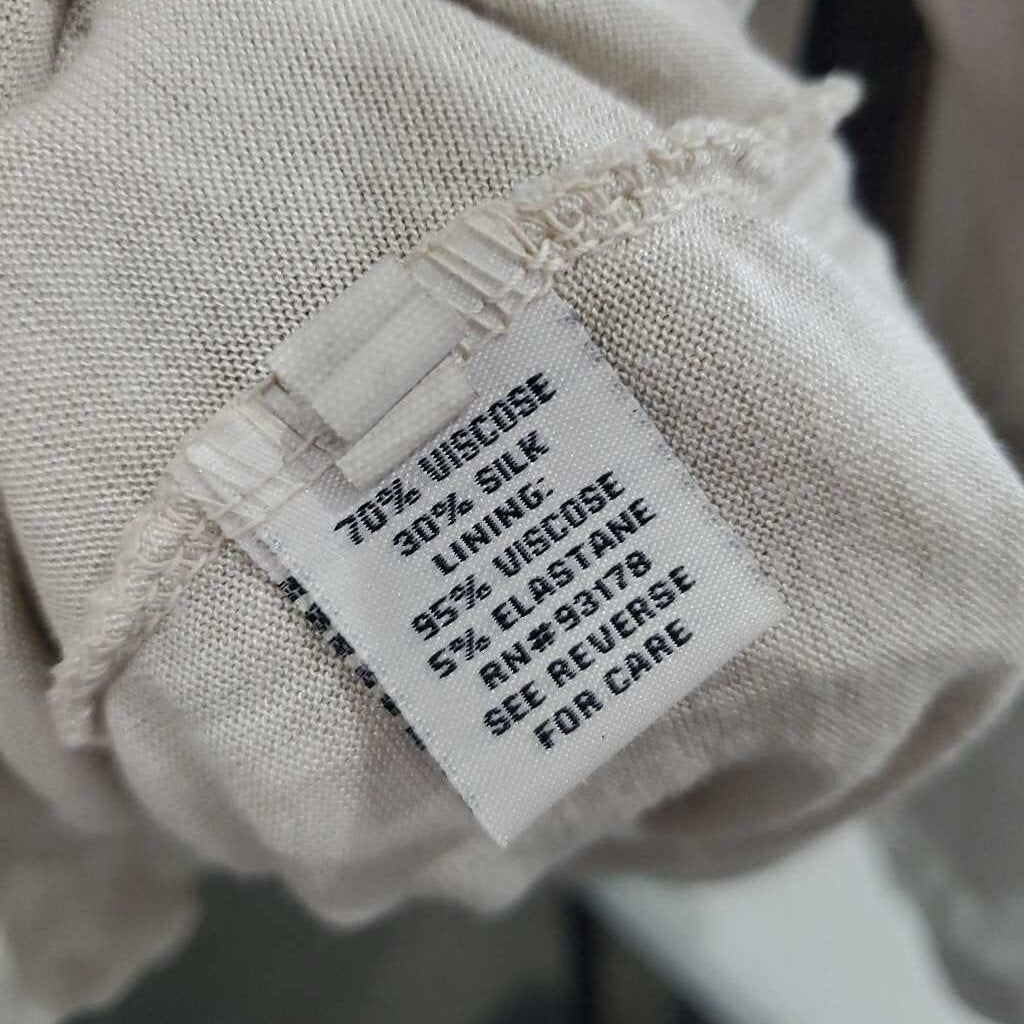 70% VISCOSE
30% SILK
LINING:
95% VISCOSE
5% ELASTANE
RN#93178
SEE REVERSE
FOR CARE